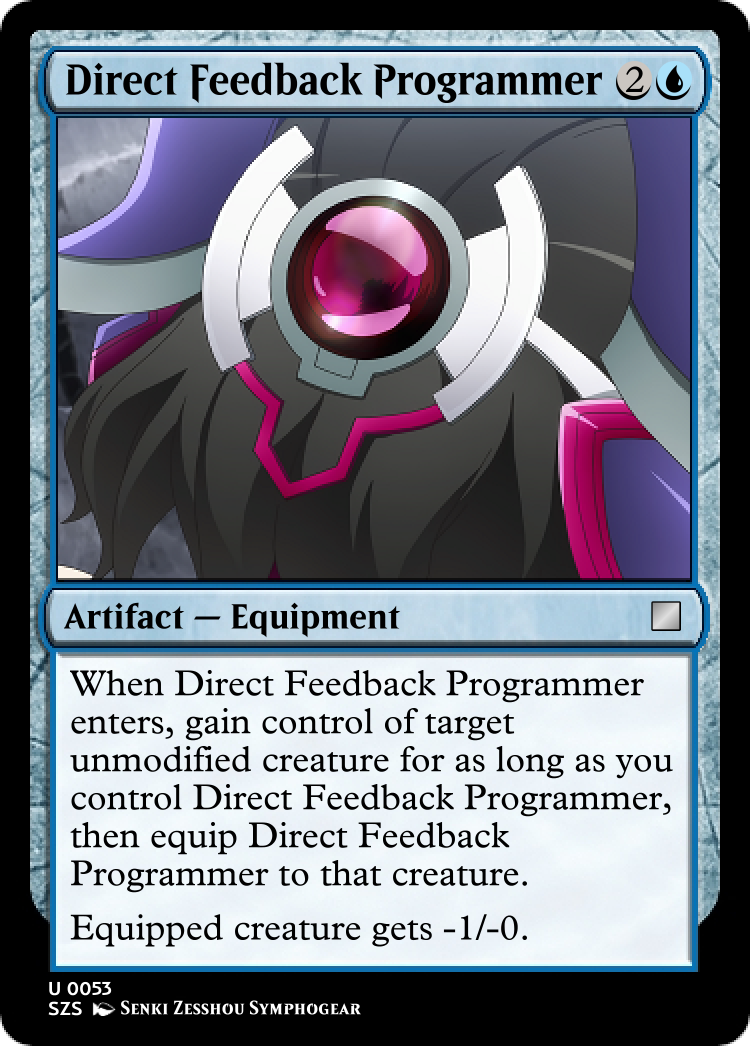 Direct Feedback Programmer 2
Artifact — Equipment
When Direct Feedback Programmer
enters, gain control of target
unmodified creature for as long as you
control Direct Feedback Programmer,
then equip Direct Feedback
Programmer to that creature.
Equipped creature gets -1/-0.
U 0053
SZS Senki Zesshou Symphogear